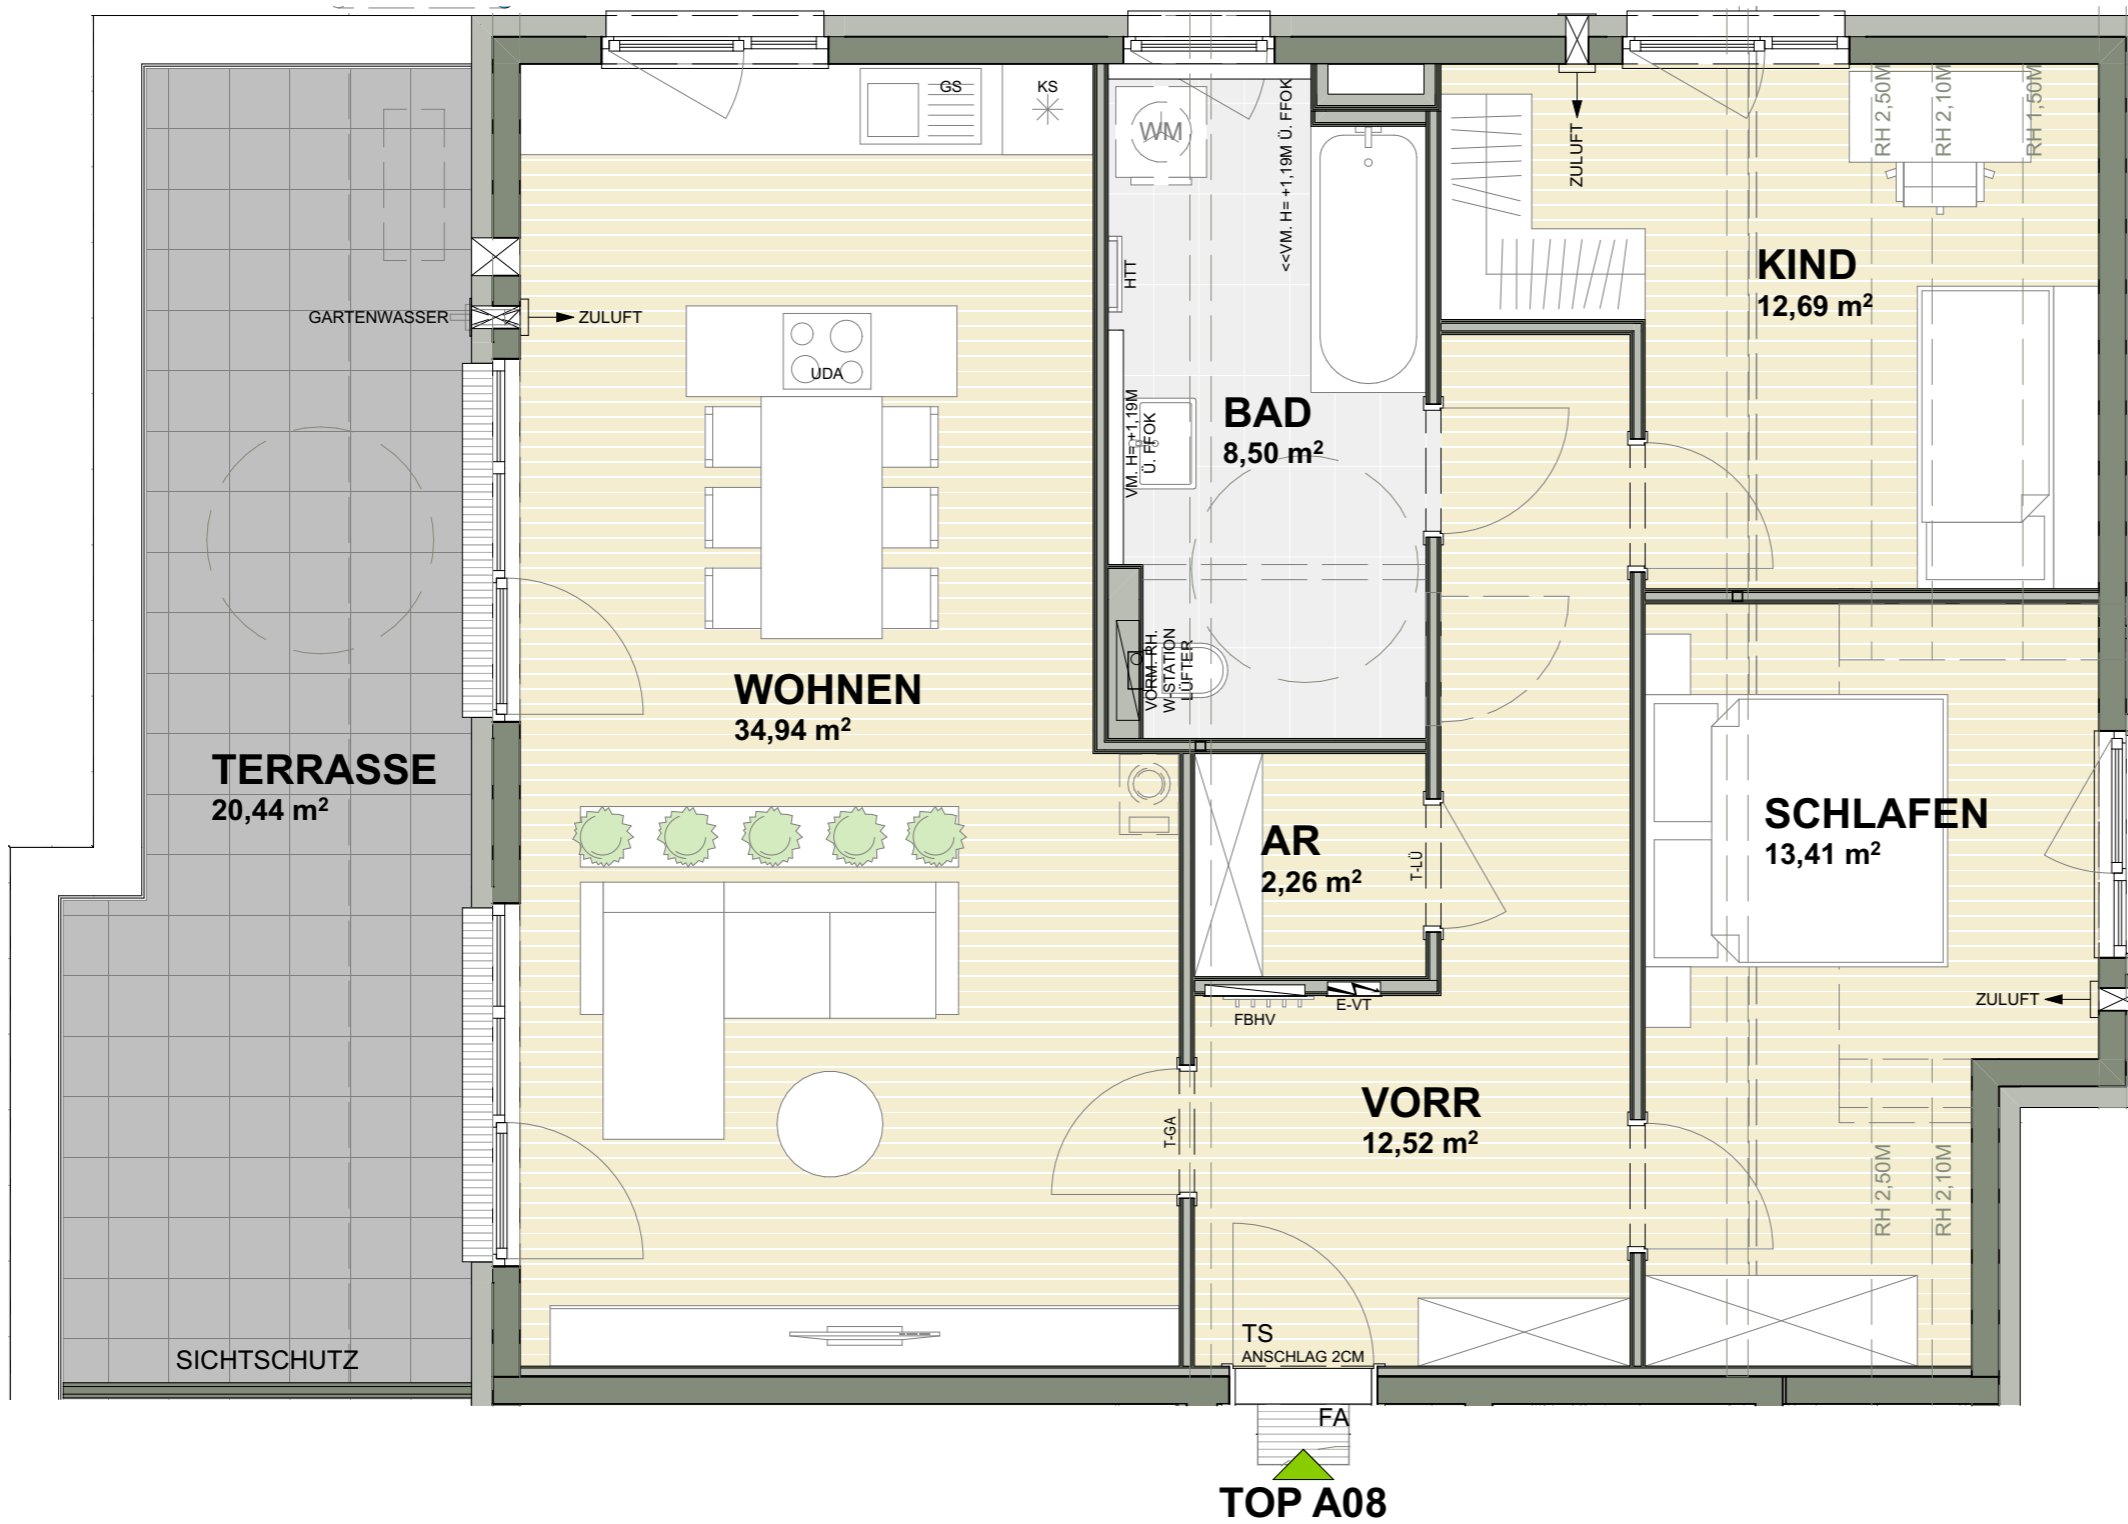 GS
KS
WM
<<VM. H= +1,19M Ü. FFOK
ZULUFT
RH 2,50M
RH 2,10M
RH 1,50M
HTT
KIND
12,69 m²
GARTENWASSER
ZULUFT
UDA
VM. H=+1,19M
Ü. FFOK
BAD
8,50 m²
VORM. RH.
W-STATION
LÜFTER
WOHNEN
34,94 m²
TERRASSE
20,44 m²
AR
2,26 m²
T-LÜ
SCHLAFEN
13,41 m²
ZULUFT
FBHV
E-VT
VORR
12,52 m²
T-GA
RH 2,50M
RH 2,10M
TS
ANSCHLAG 2CM
SICHTSCHUTZ
FA
TOP A08